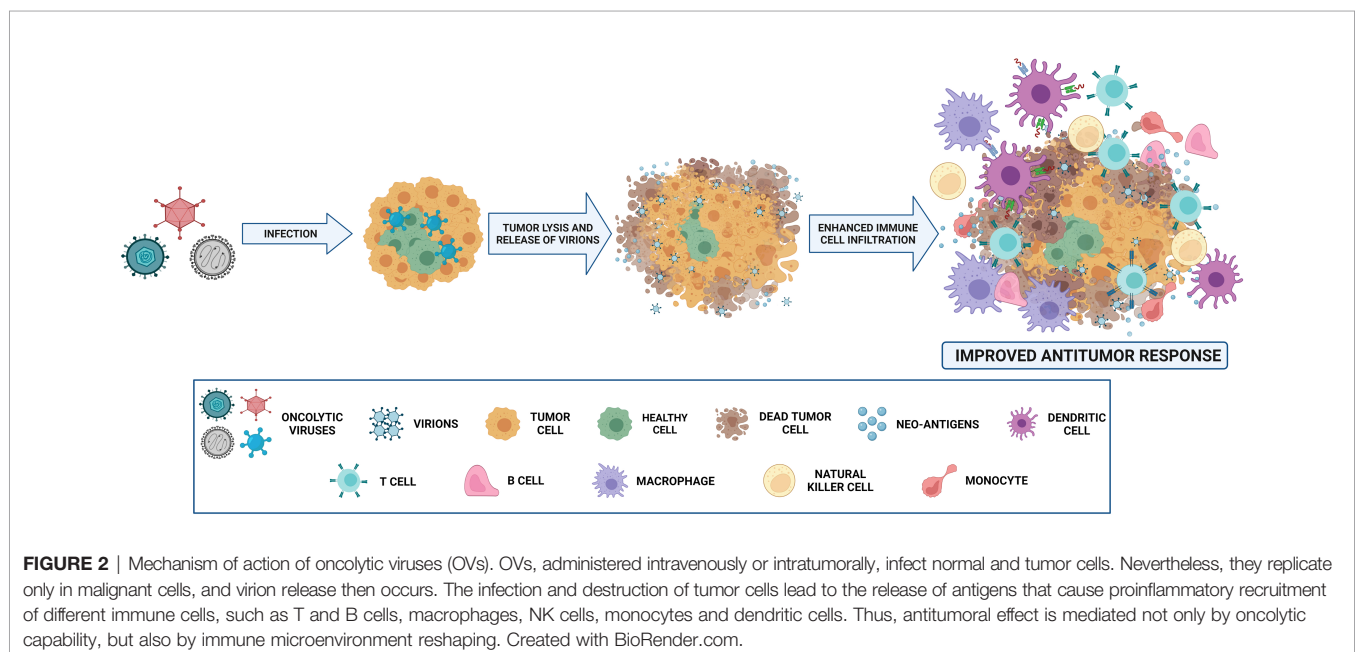 INFECTION
TUMOR LYSIS AND
RELEASE OF VIRIONS
ENHANCED IMMUNE
CELL INFILTRATION
IMPROVED ANTITUMOR RESPONSE
ONCOLYTIC
VIRUSES
VIRIONS
TUMOR
CELL
HEALTHY
CELL
DEAD TUMOR
CELL
NEO-ANTIGENS
DENDRITIC
CELL
T CELL
B CELL
MACROPHAGE
NATURAL
KILLER CELL
MONOCYTE
FIGURE 2 | Mechanism of action of oncolytic viruses (OVs). OVs, administered intravenously or intratumorally, infect normal and tumor cells. Nevertheless, they replicate
only in malignant cells, and virion release then occurs. The infection and destruction of tumor cells lead to the release of antigens that cause proinflammatory recruitment
of different immune cells, such as T and B cells, macrophages, NK cells, monocytes and dendritic cells. Thus, antitumoral effect is mediated not only by oncolytic
capability, but also by immune microenvironment reshaping. Created with BioRender.com.